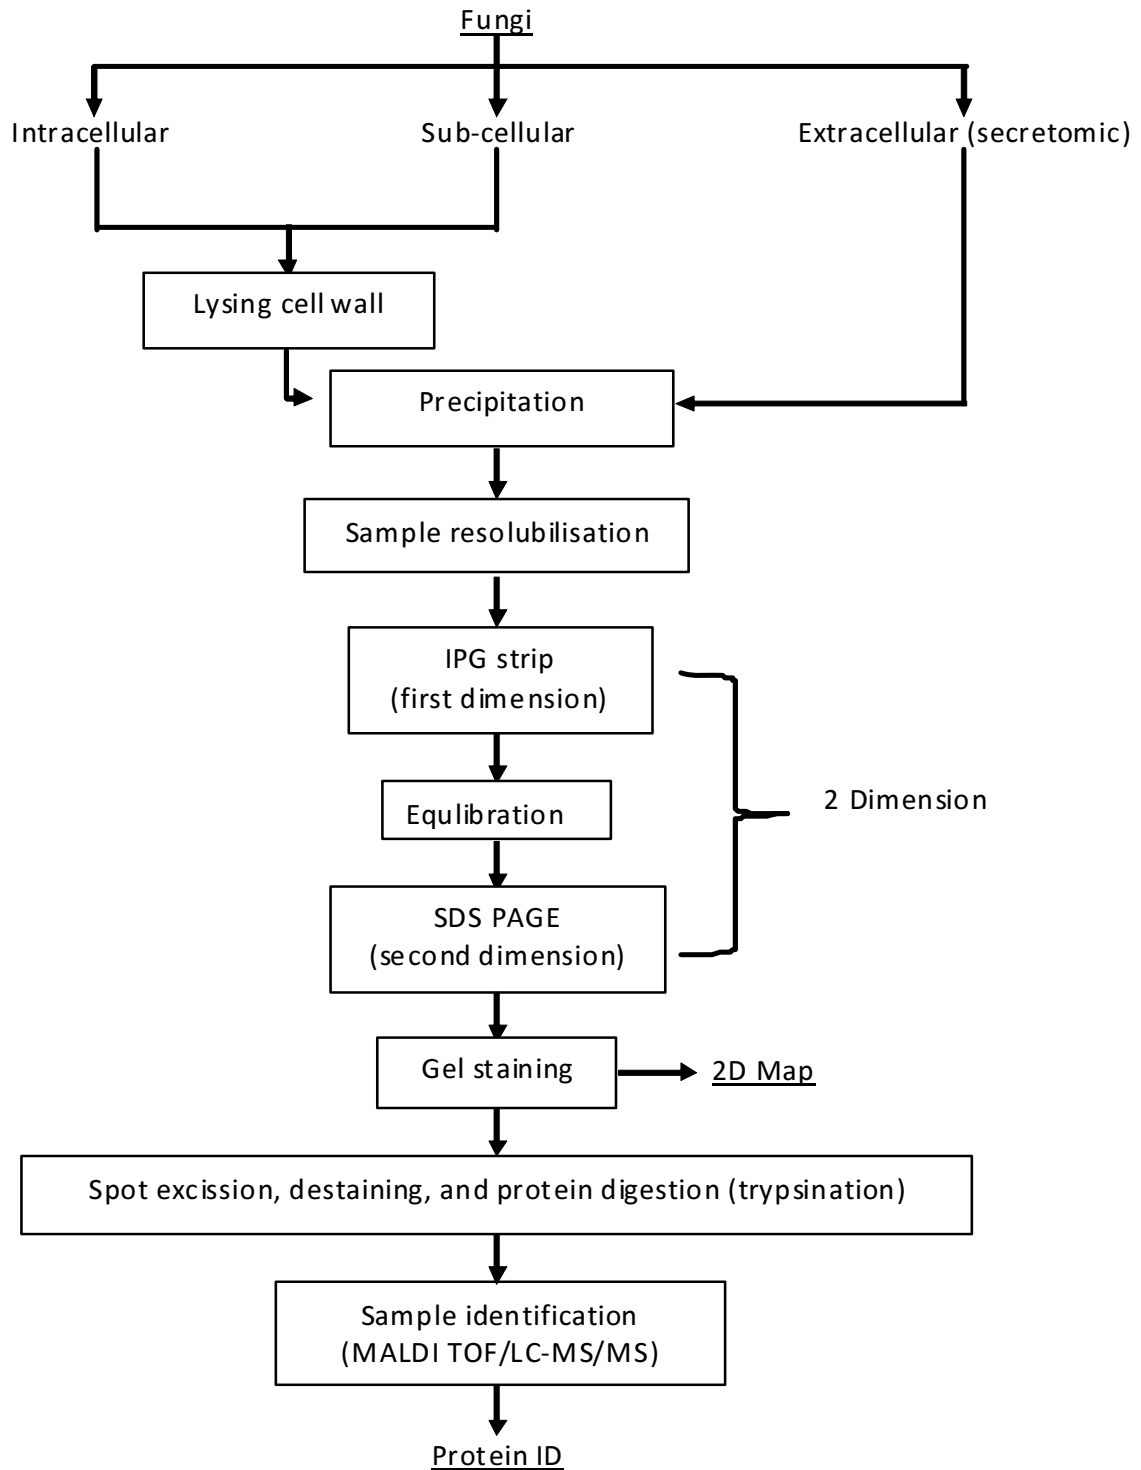 Fungi
Intracellular
Sub-cellular
Extracellular (secretomic)
Lysing cell wall
Precipitation
Sample resolubilisation
IPG strip
(first dimension)
Equlibration
2 Dimension
SDS PAGE
(second dimension)
Gel staining
2D Map
Spot excission, destaining, and protein digestion (trypsination)
Sample identification
(MALDI TOF/LC-MS/MS)
Protein ID